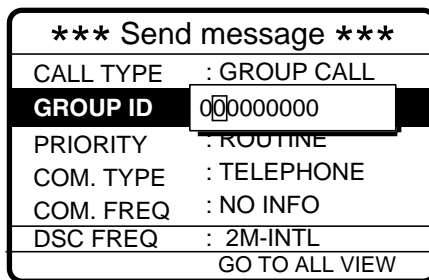 *** Send message ***
CALL TYPE : GROUP CALL
GROUP ID 000000000
PRIORITY : ROUTINE
COM. TYPE : TELEPHONE
COM. FREQ : NO INFO
DSC FREQ : 2M-INTL
GO TO ALL VIEW